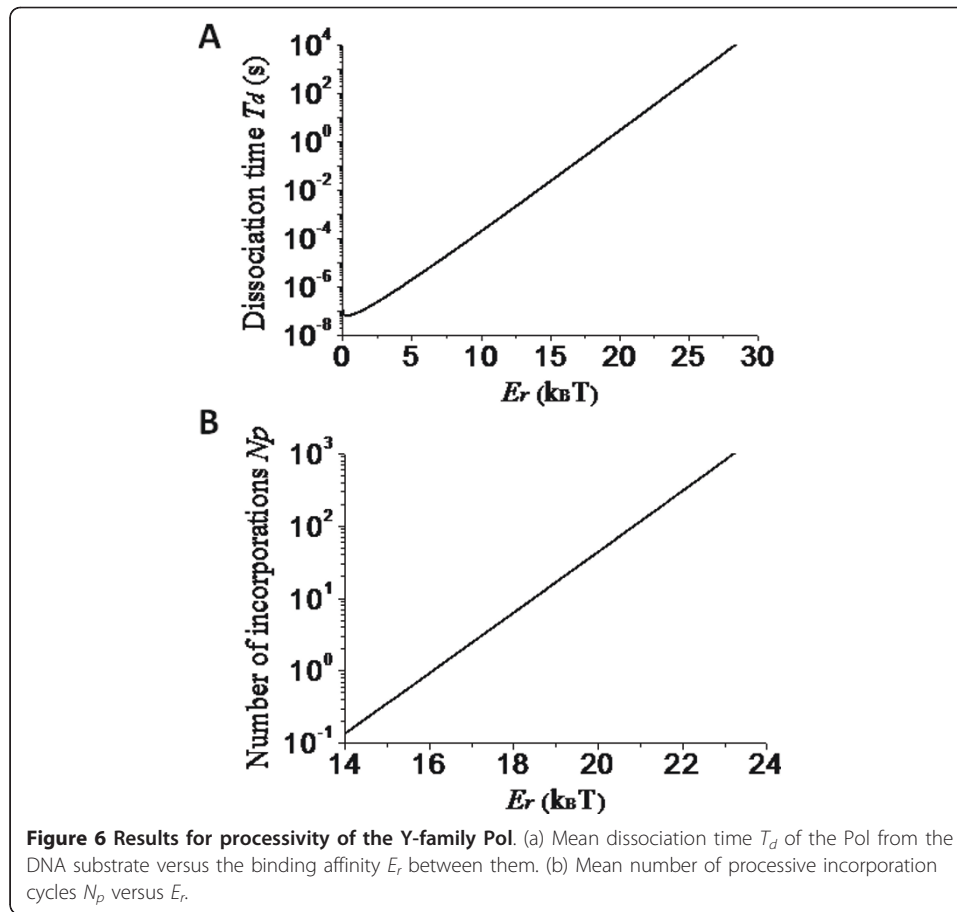 A
Dissociation time Td (s)
10^4
10^2
10^0
10^-2
10^-4
10^-6
10^-8
0 5 10 15 20 25 30
Er (kBT)
B
Number of incorporations Np
10^3
10^2
10^1
10^0
10^-1
14 16 18 20 22 24
Er (kBT)
Figure 6 Results for processivity of the Y-family Pol. (a) Mean dissociation time Td of the Pol from the
DNA substrate versus the binding affinity Er between them. (b) Mean number of processive incorporation
cycles Np versus Er.